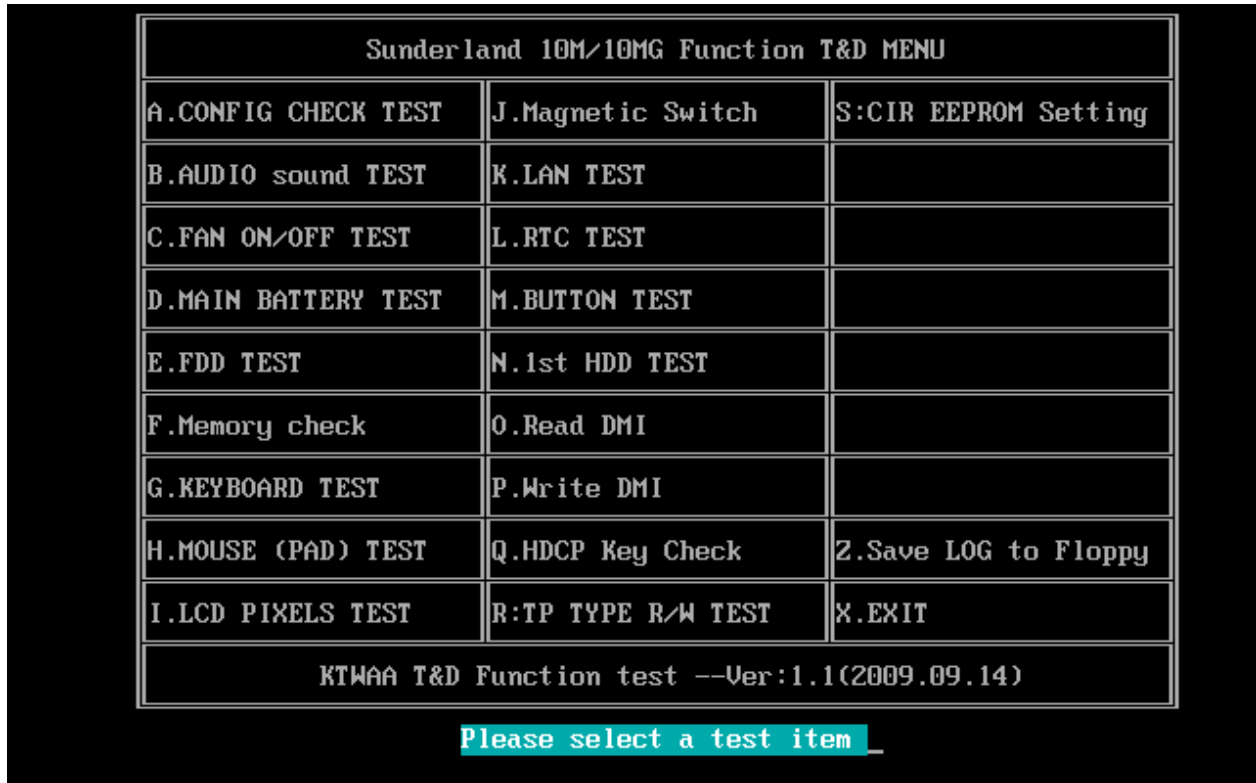 Sunderland 10M/10MG Function T&D MENU
A.CONFIG CHECK TEST J.Magnetic Switch S:CIR EEPROM Setting
B.AUDIO sound TEST K.LAN TEST
C.FAN ON/OFF TEST L.RTC TEST
D.MAIN BATTERY TEST M.BUTTON TEST
E.FDD TEST N.1st HDD TEST
F.Memory check O.Read DMI
G.KEYBOARD TEST P.Write DMI
H.MOUSE (PAD) TEST Q.HDCP Key Check Z.Save LOG to Floppy
I.LCD PIXELS TEST R:TP TYPE R/W TEST X.EXIT
KTWAA T&D Function test --Ver:1.1(2009.09.14)
Please select a test item _